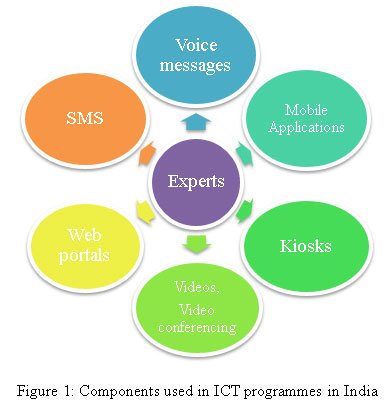 Voice
messages
SMS
Mobile
Applications
Experts
Web
portals
Kiosks
Videos,
Video
conferencing
Figure 1: Components used in ICT programmes in India